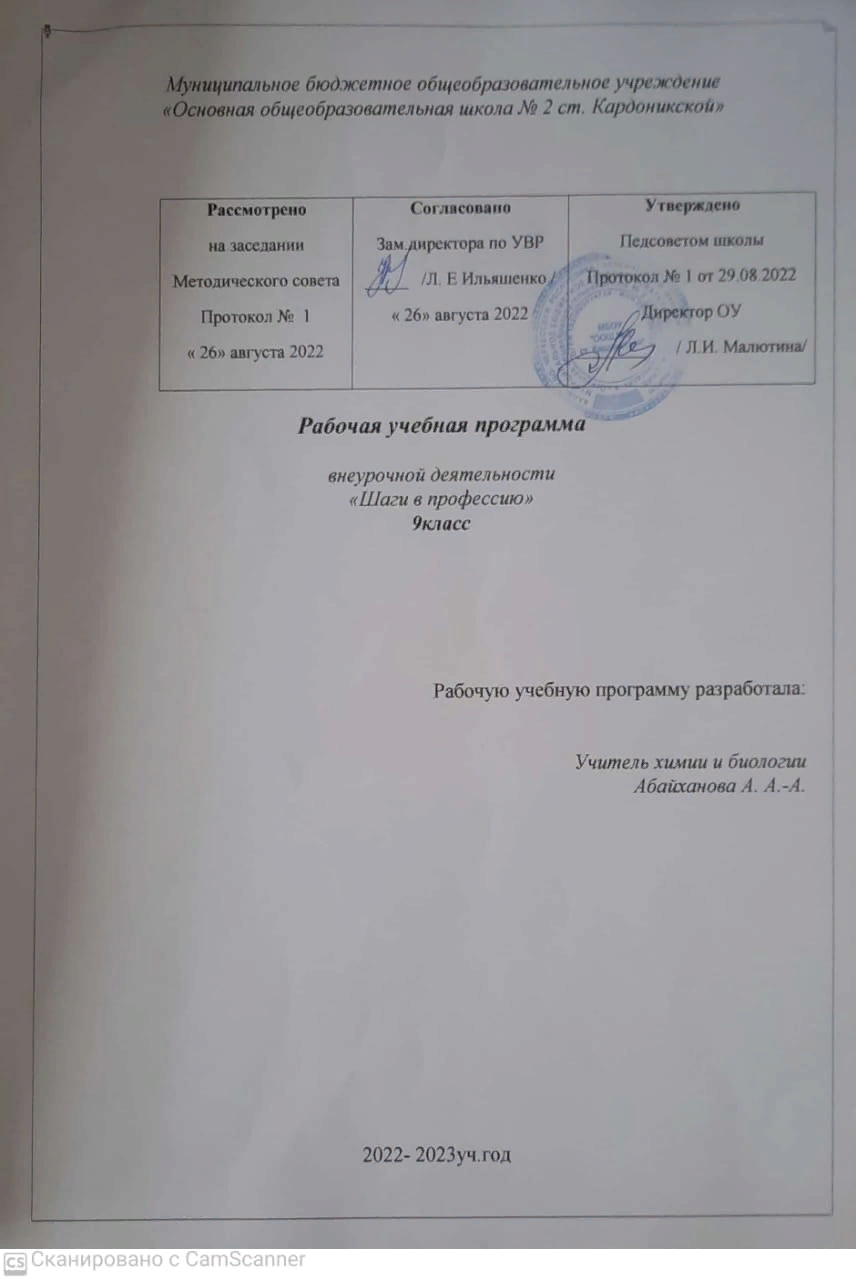 Муниципальное бюджетное общеобразовательное учреждение
«Основная общеобразовательная школа № 2 ст. Кардоникской»
Рассмотрено
на заседании
Методического совета
Протокол № 1
« 26» августа 2022
Согласовано
Зам.директора по УВР
/Л. Е Ильяшенко/
« 26» августа 2022
Утверждено
Педсоветом школы
Протокол № 1 от 29.08.2022
Директор ОУ
/ Л.И. Малютина/
Рабочая учебная программа
внеурочной деятельности
«Шаги в профессию»
9класс
Рабочую учебную программу разработала:
Учитель химии и биологии
Абайханова А. А.-А.
2022- 2023уч.год
CS Сканировано с CamScanner